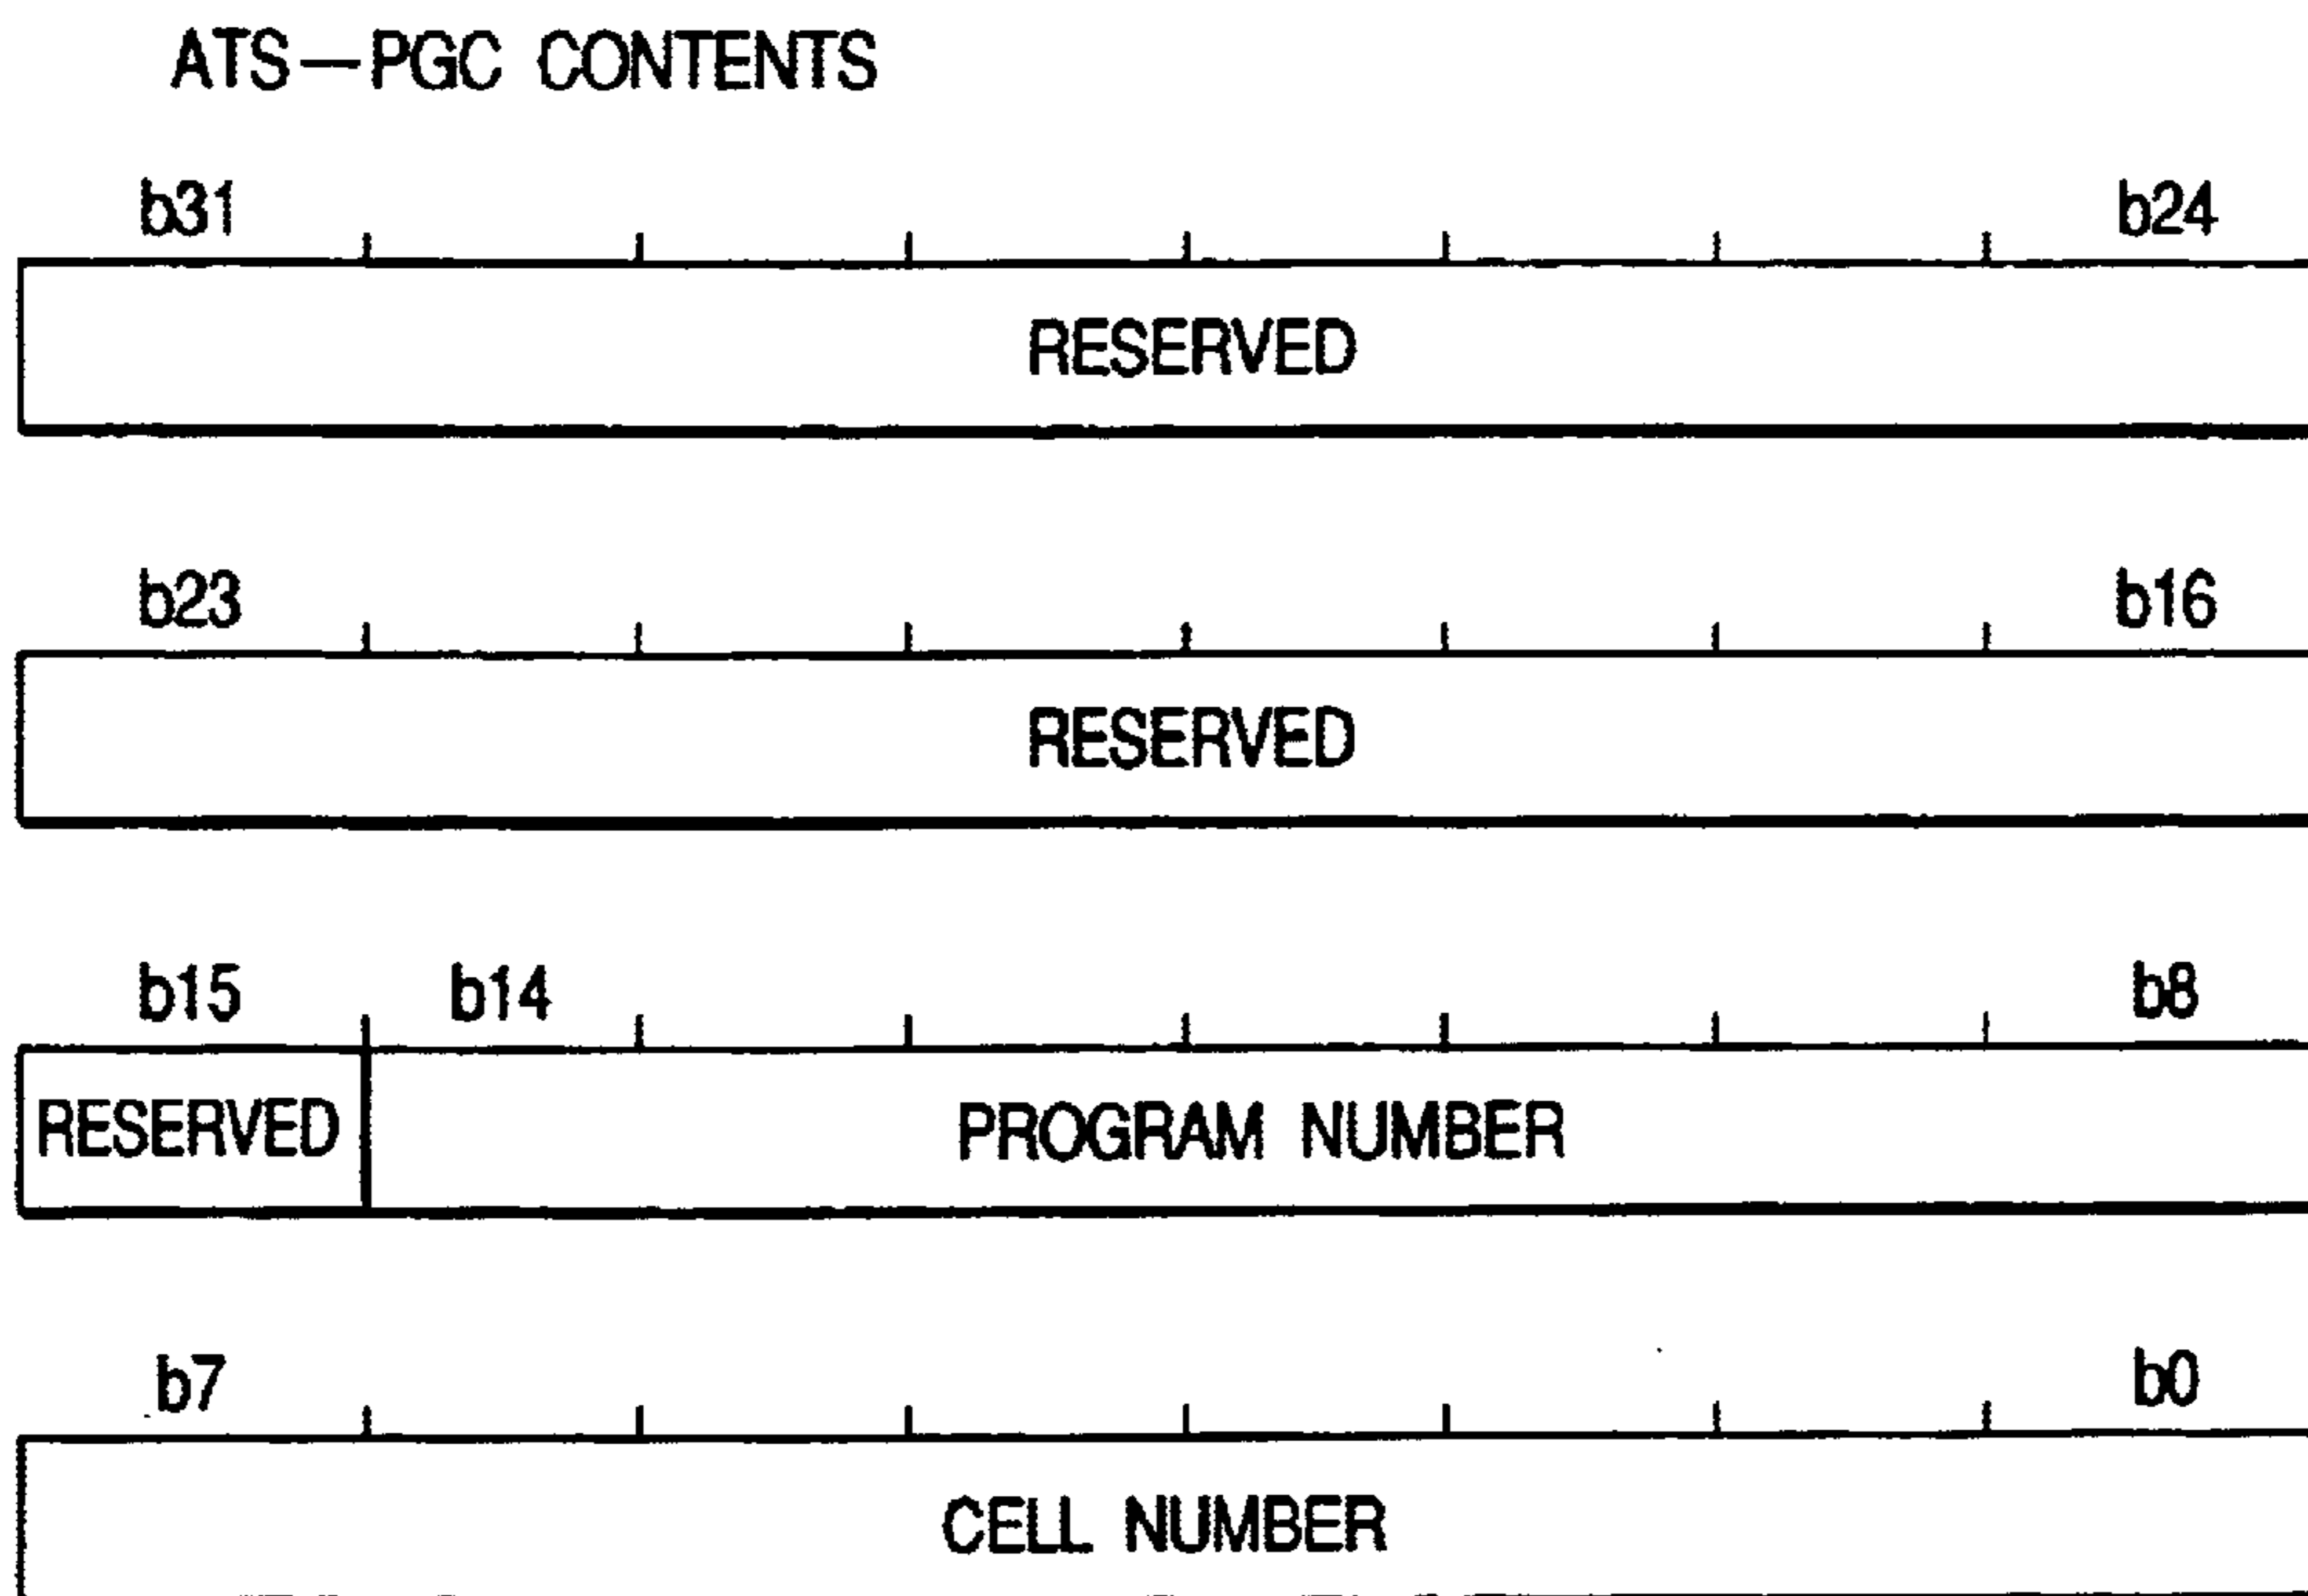 ATS—PGC CONTENTS
b31 b24
RESERVED
b23 b16
RESERVED
b15 b14 b8
RESERVED PROGRAM NUMBER
b7 b0
CELL NUMBER